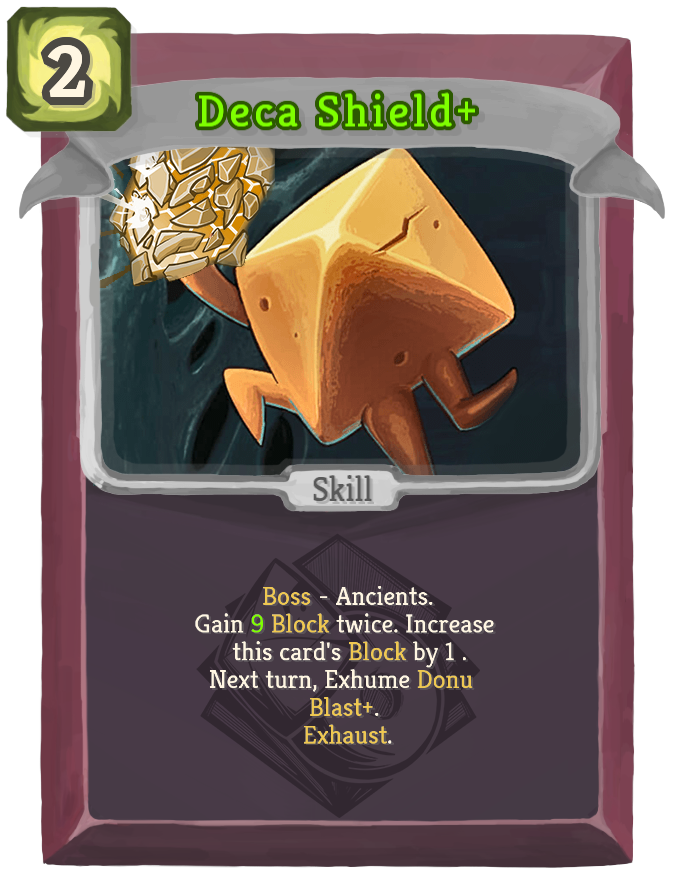 2
Deca Shield+
Skill
Boss - Ancients.
Gain 9 Block twice. Increase
this card's Block by 1 .
Next turn, Exhume Donu
Blast+.
Exhaust.